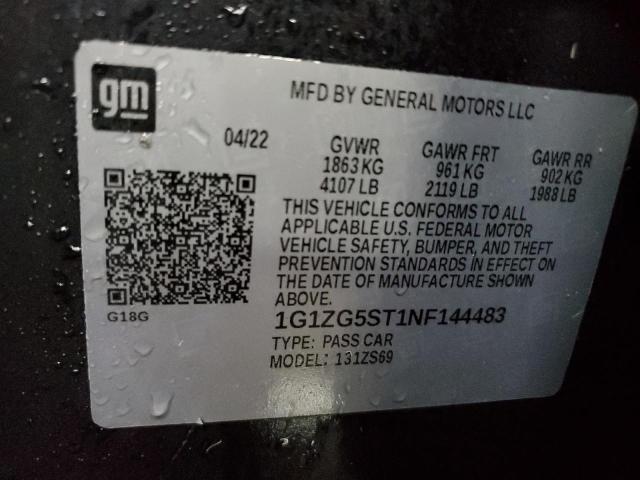 gm
MFD BY GENERAL MOTORS LLC
04/22 GVWR GAWR FRT GAWR RR
1863 KG 961 KG 902 KG
4107 LB 2119 LB 1988 LB
THIS VEHICLE CONFORMS TO ALL
APPLICABLE U.S. FEDERAL MOTOR
VEHICLE SAFETY, BUMPER, AND THEFT
PREVENTION STANDARDS IN EFFECT ON
THE DATE OF MANUFACTURE SHOWN
ABOVE.
G18G
1G1ZG5ST1NF144483
TYPE: PASS CAR
MODEL: 131ZS69